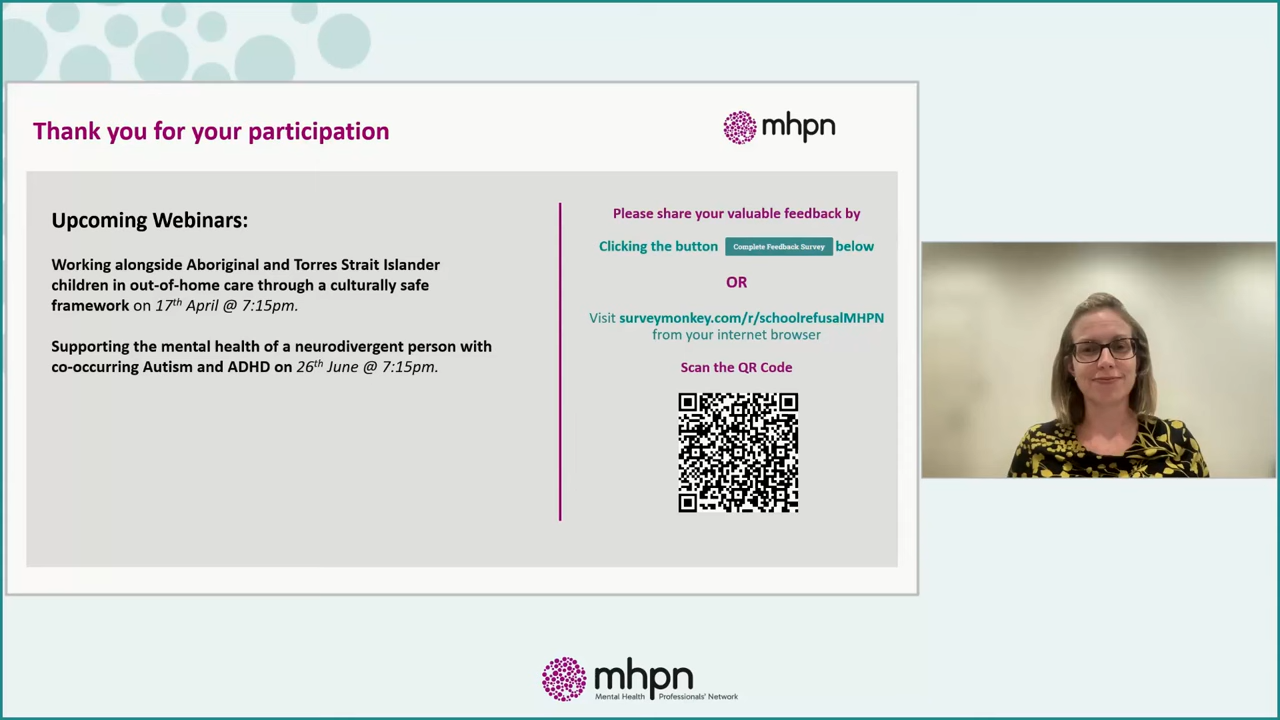 Thank you for your participation
mhpn
Upcoming Webinars:
Working alongside Aboriginal and Torres Strait Islander
children in out-of-home care through a culturally safe
framework on 17th April @ 7:15pm.
Supporting the mental health of a neurodivergent person with
co-occurring Autism and ADHD on 26th June @ 7:15pm.
Please share your valuable feedback by
Clicking the button Complete Feedback Survey below
OR
Visit surveymonkey.com/r/schoolrefusalMHPN
from your internet browser
Scan the QR Code
mhpn
Mental Health Professionals' Network